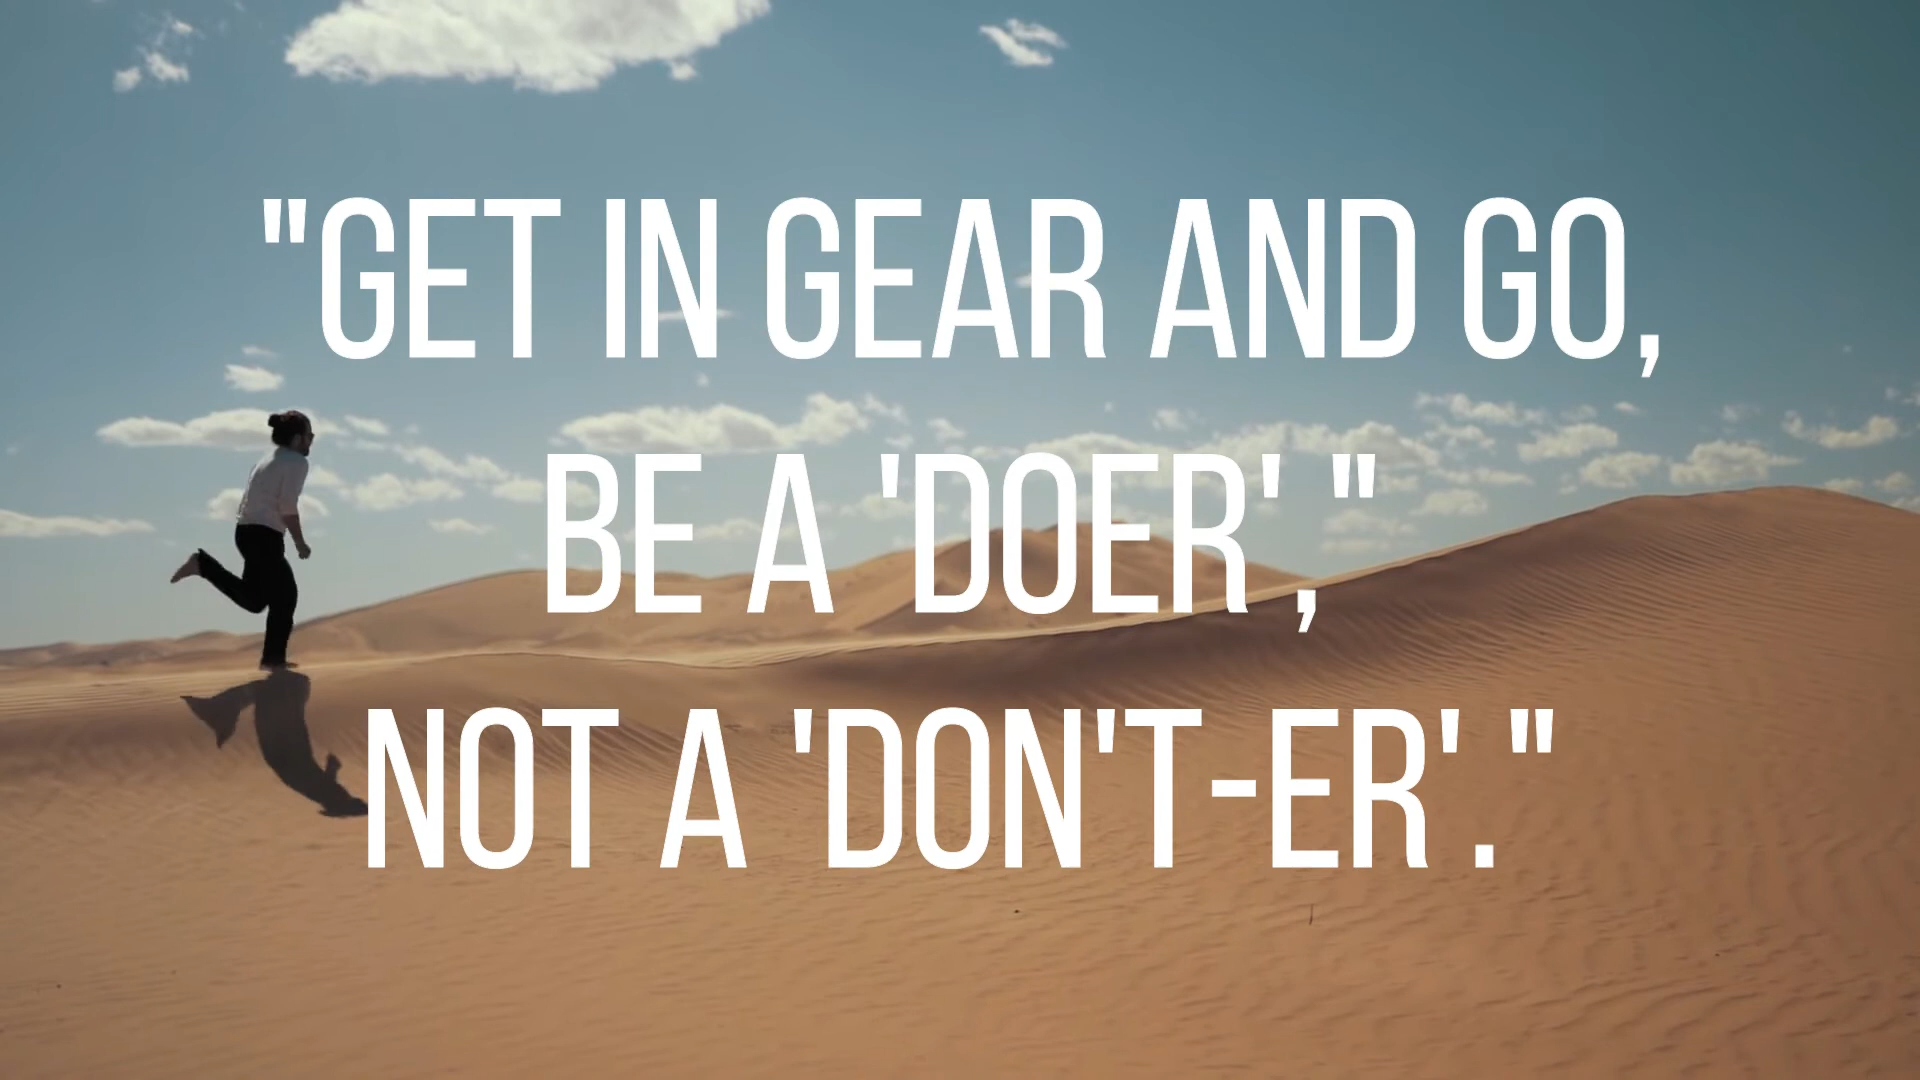 "GET IN GEAR AND GO,
BE A 'DOER' ,"
NOT A 'DON'T-ER' ."